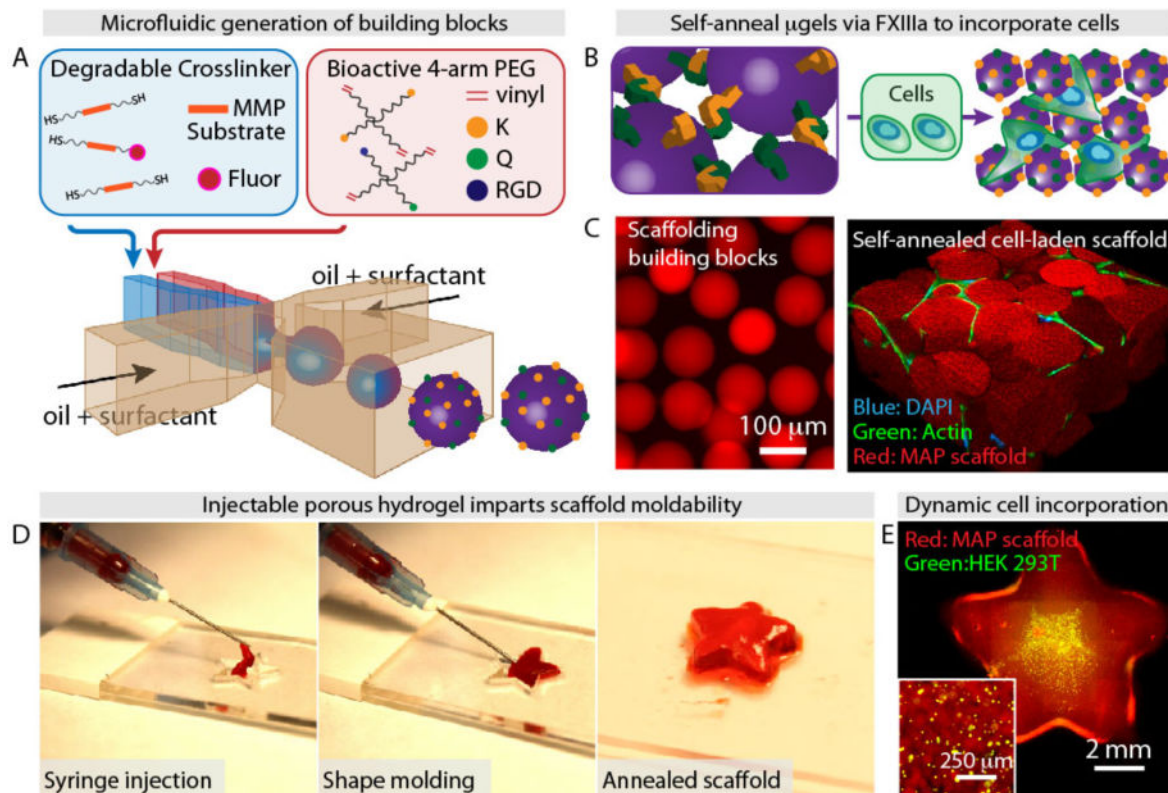 Microfluidic generation of building blocks
A
Degradable Crosslinker
SH
HS
MMP
Substrate
HS
Fluor
SH
HS
Bioactive 4-arm PEG
vinyl
K
Q
RGD
oil + surfactant
oil + surfactant
Self-anneal μgels via FXIIIa to incorporate cells
B
Cells
C
Scaffolding
building blocks
100 μm
Self-annealed cell-laden scaffold
Blue: DAPI
Green: Actin
Red: MAP scaffold
Injectable porous hydrogel imparts scaffold moldability
D
Syringe injection
Shape molding
Annealed scaffold
Dynamic cell incorporation
E
Red: MAP scaffold
Green:HEK 293T
250 μm
2 mm